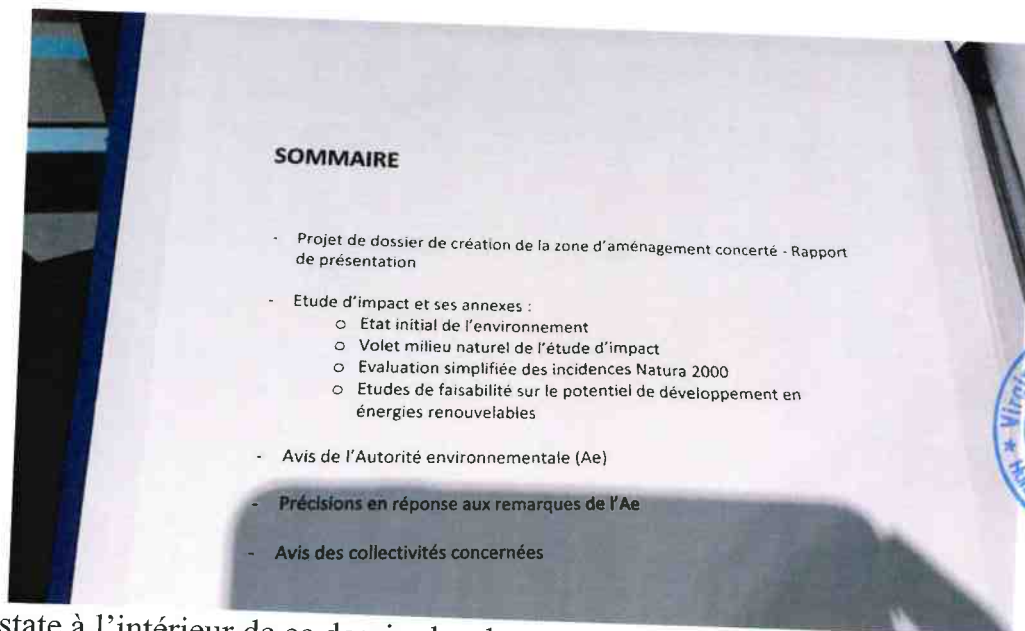 SOMMAIRE
- Projet de dossier de création de la zone d'aménagement concerté - Rapport
de présentation
- Etude d'impact et ses annexes :
o Etat initial de l'environnement
o Volet milieu naturel de l'étude d'impact
o Evaluation simplifiée des incidences Natura 2000
o Etudes de faisabilité sur le potentiel de développement en
énergies renouvelables
- Avis de l'Autorité environnementale (Ae)
- Précisions en réponse aux remarques de l'Ae
- Avis des collectivités concernées
à l'intérieur de ce